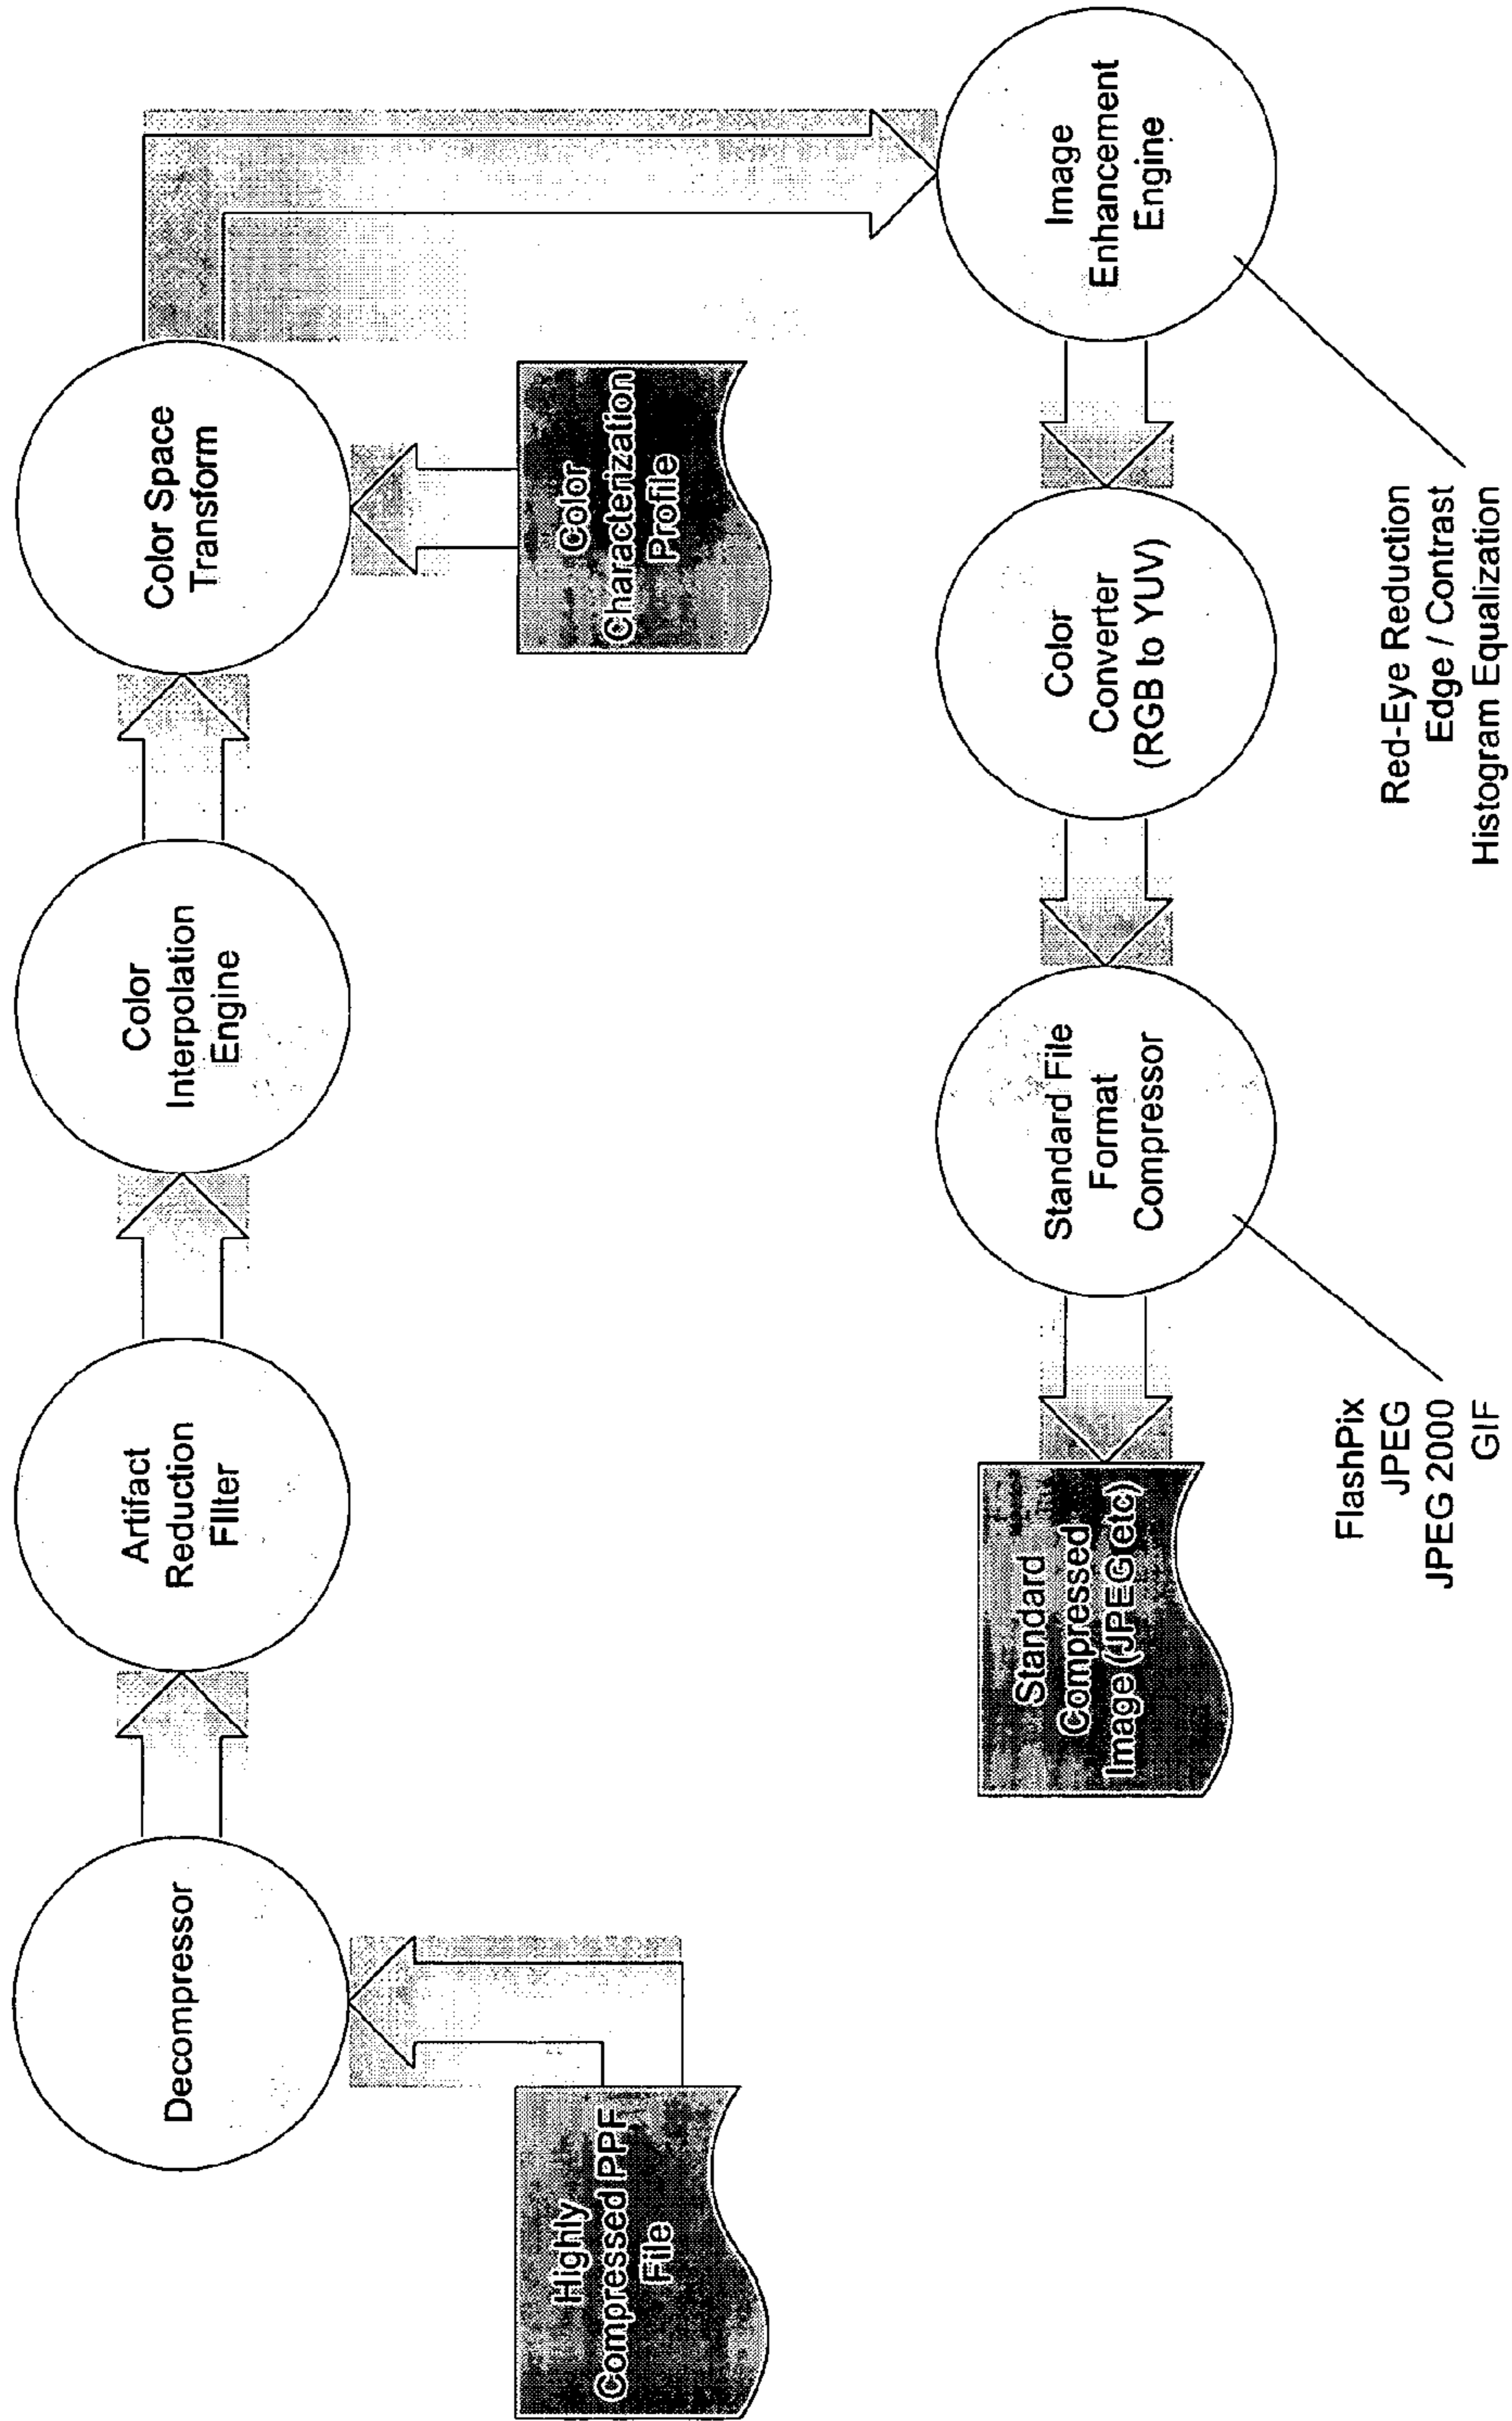 Decompressor
Artifact
Reduction
FIlter
Color
Interpolation
Engine
Color Space
Transform
Highly
Compressed PPF
File
Color
Characterization
Profile
Standard
Compressed
Image (JPEG etc)
Standard File
Format
Compressor
Color
Converter
(RGB to YUV)
Image
Enhancement
Engine
FlashPix
JPEG
JPEG 2000
GIF
Red-Eye Reduction
Edge / Contrast
Histogram Equalization